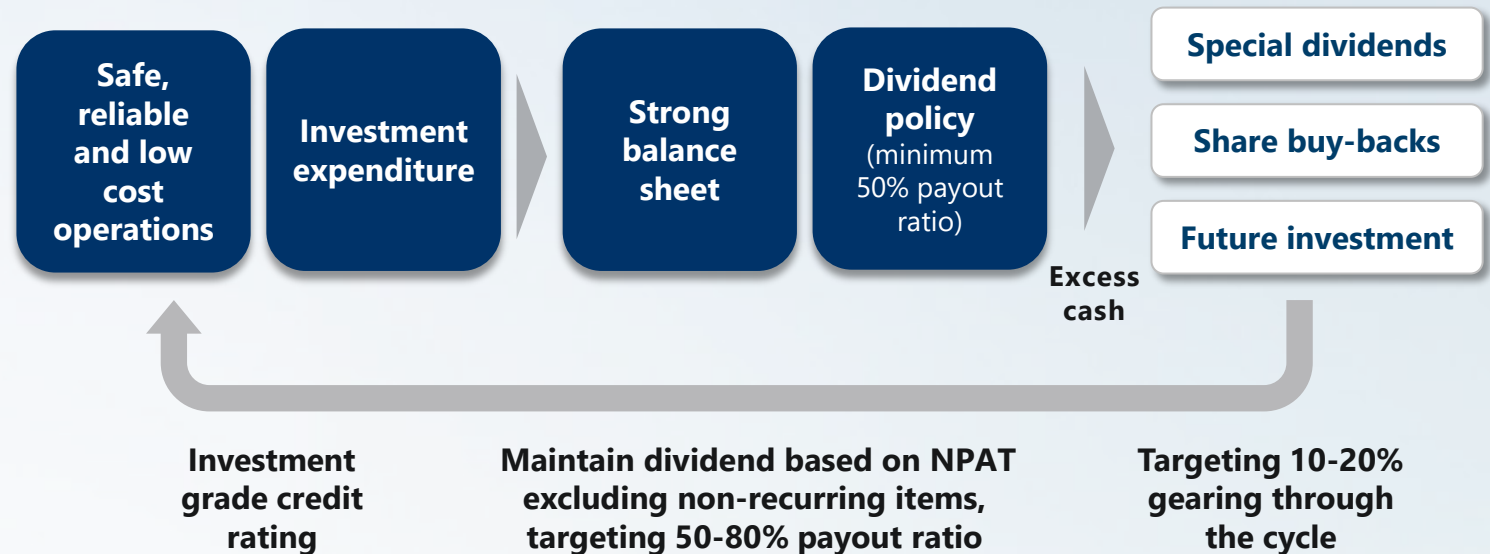 Safe,
reliable
and low
cost
operations
Investment
expenditure
Strong
balance
sheet
Dividend
policy
(minimum
50% payout
ratio)
Excess
cash
Special dividends
Share buy-backs
Future investment
Investment
grade credit
rating
Maintain dividend based on NPAT
excluding non-recurring items,
targeting 50-80% payout ratio
Targeting 10-20%
gearing through
the cycle